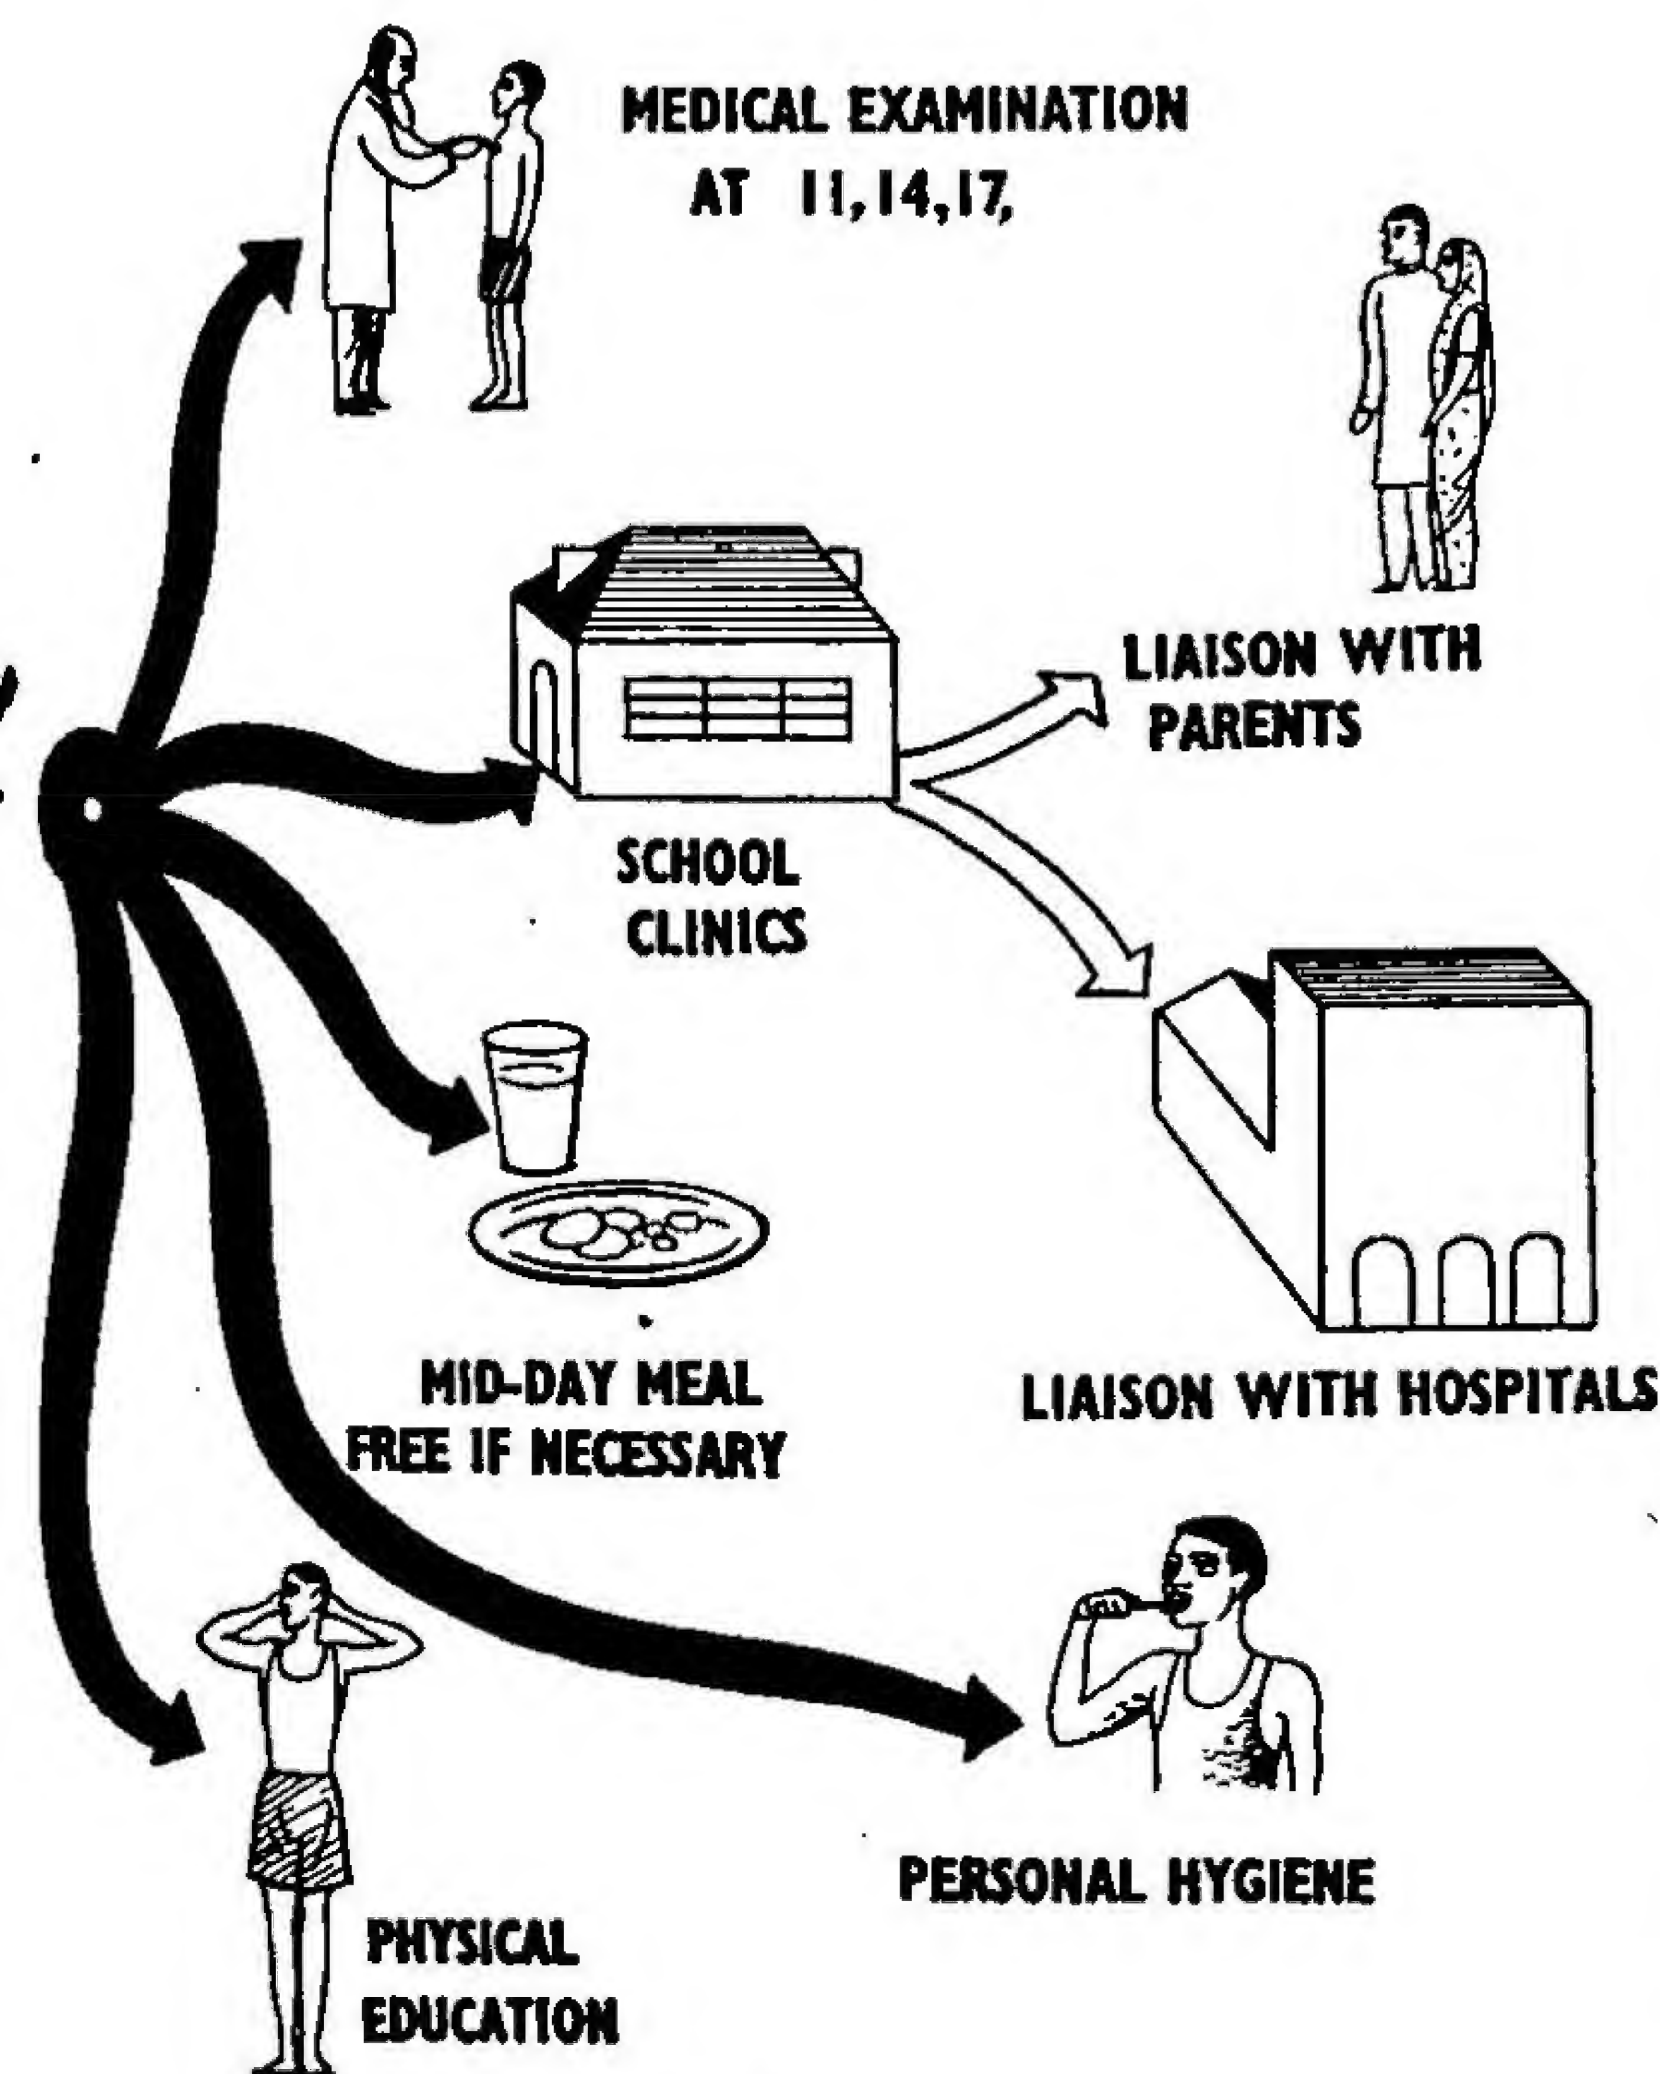 MEDICAL EXAMINATION
AT 11, 14, 17,
LIAISON WITH
PARENTS
SCHOOL
CLINICS
MID-DAY MEAL
FREE IF NECESSARY
LIAISON WITH HOSPITALS
PERSONAL HYGIENE
PHYSICAL
EDUCATION